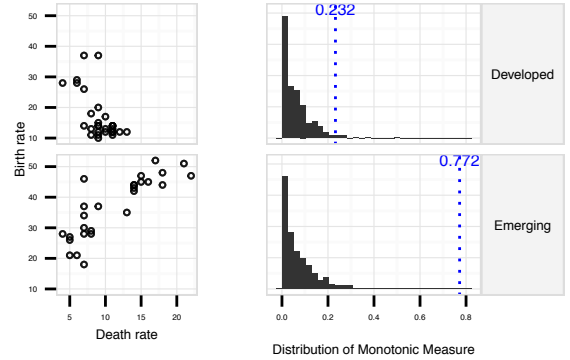 50
40
30
20
10
0.232
Developed
Birth rate
50
40
30
20
10
0.772
Emerging
5 10 15 20
0.0 0.2 0.4 0.6 0.8
Death rate
Distribution of Monotonic Measure